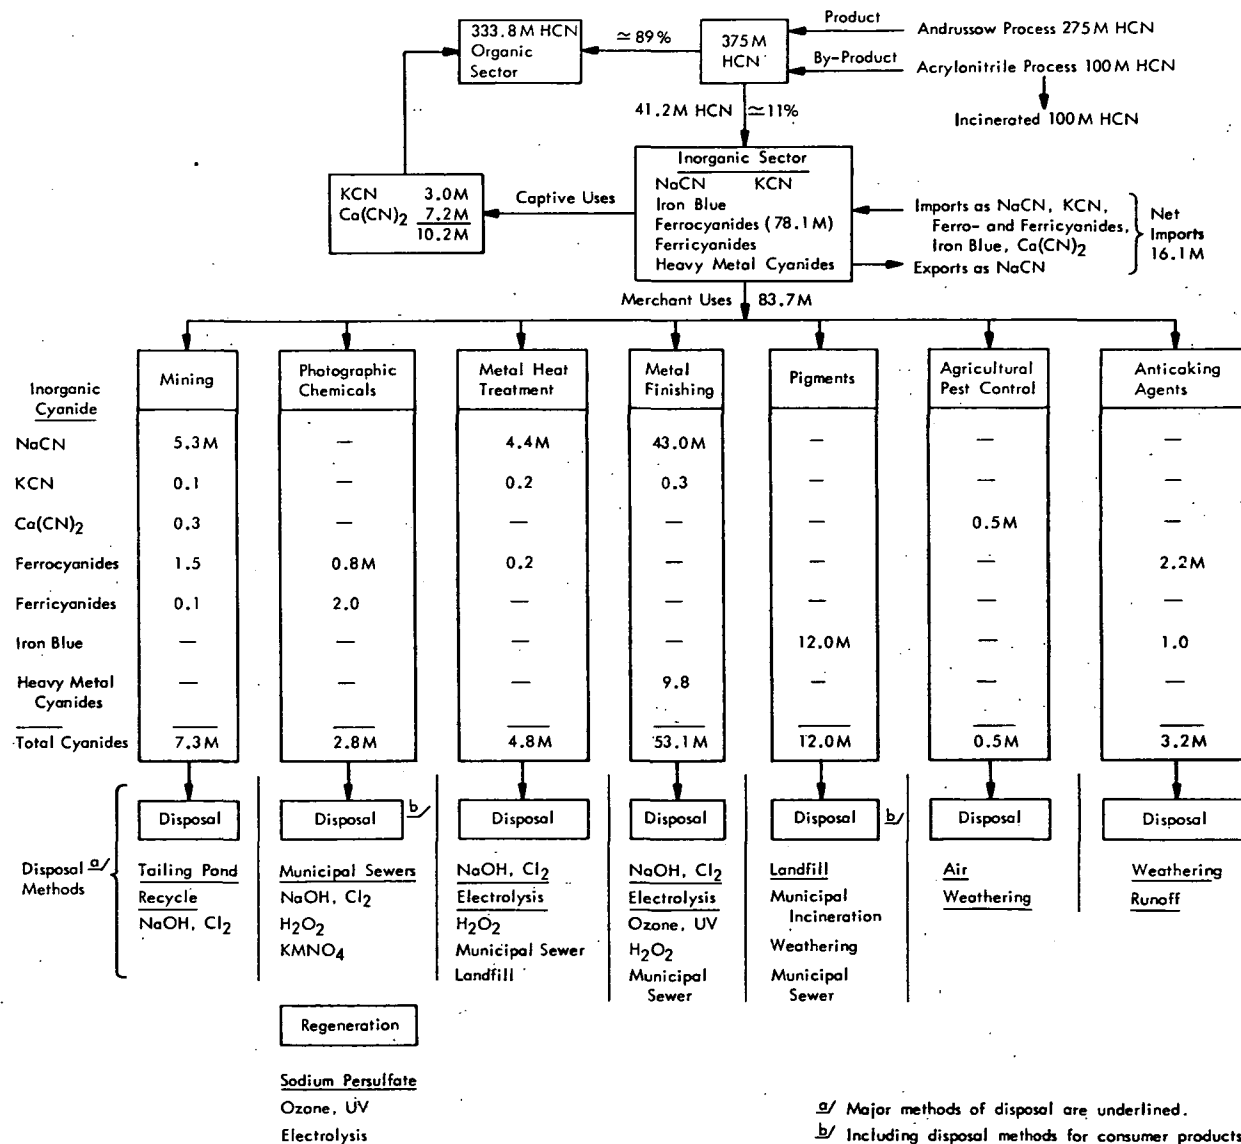 Product
Andrussow Process 275M HCN
333.8M HCN
Organic
Sector
≃89%
375M
HCN
By-Product
Acrylonitrile Process 100M HCN
Incinerated 100M HCN
41.2M HCN ≃11%
Inorganic Sector
NaCN KCN
Iron Blue
Ferrocyanides (78.1M)
Ferricyanides
Heavy Metal Cyanides
KCN 3.0M
Ca(CN)2 7.2M
10.2M
Captive Uses
Imports as NaCN, KCN,
Ferro- and Ferricyanides,
Iron Blue, Ca(CN)2
Exports as NaCN
Net
Imports
16.1M
Merchant Uses 83.7M
Inorganic
Cyanide
Mining
Photographic
Chemicals
Metal Heat
Treatment
Metal
Finishing
Pigments
Agricultural
Pest Control
Anticaking
Agents
NaCN 5.3M — 4.4M 43.0M — — —
KCN 0.1 — 0.2 0.3 — — —
Ca(CN)2 0.3 — — — — 0.5M —
Ferrocyanides 1.5 0.8M 0.2 — — — 2.2M
Ferricyanides 0.1 2.0 — — — — —
Iron Blue — — — — 12.0M — 1.0
Heavy Metal
Cyanides — — — 9.8 — — —
Total Cyanides 7.3M 2.8M 4.8M 53.1M 12.0M 0.5M 3.2M
Disposal a/
Methods
Disposal
Tailing Pond
Recycle
NaOH, Cl2
Disposal b/
Municipal Sewers
NaOH, Cl2
H2O2
KMNO4
Regeneration
Sodium Persulfate
Ozone, UV
Electrolysis
Disposal
NaOH, Cl2
Electrolysis
H2O2
Municipal Sewer
Landfill
Disposal
NaOH, Cl2
Electrolysis
Ozone, UV
H2O2
Municipal
Sewer
Disposal b/
Landfill
Municipal
Incineration
Weathering
Municipal
Sewer
Disposal
Air
Weathering
Disposal
Weathering
Runoff
a/ Major methods of disposal are underlined.
b/ Including disposal methods for consumer products